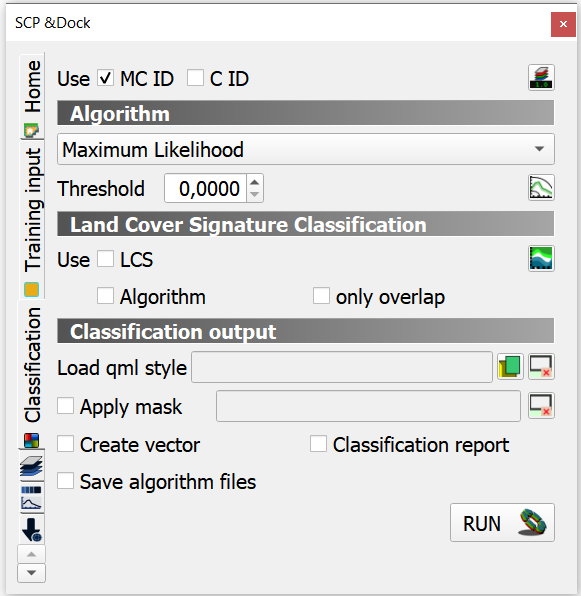 SCP &Dock
Home
Training input
Classification
Use MC ID C ID
Algorithm
Maximum Likelihood
Threshold 0,0000
Land Cover Signature Classification
Use LCS
Algorithm only overlap
Classification output
Load qml style
Apply mask
Create vector Classification report
Save algorithm files
RUN